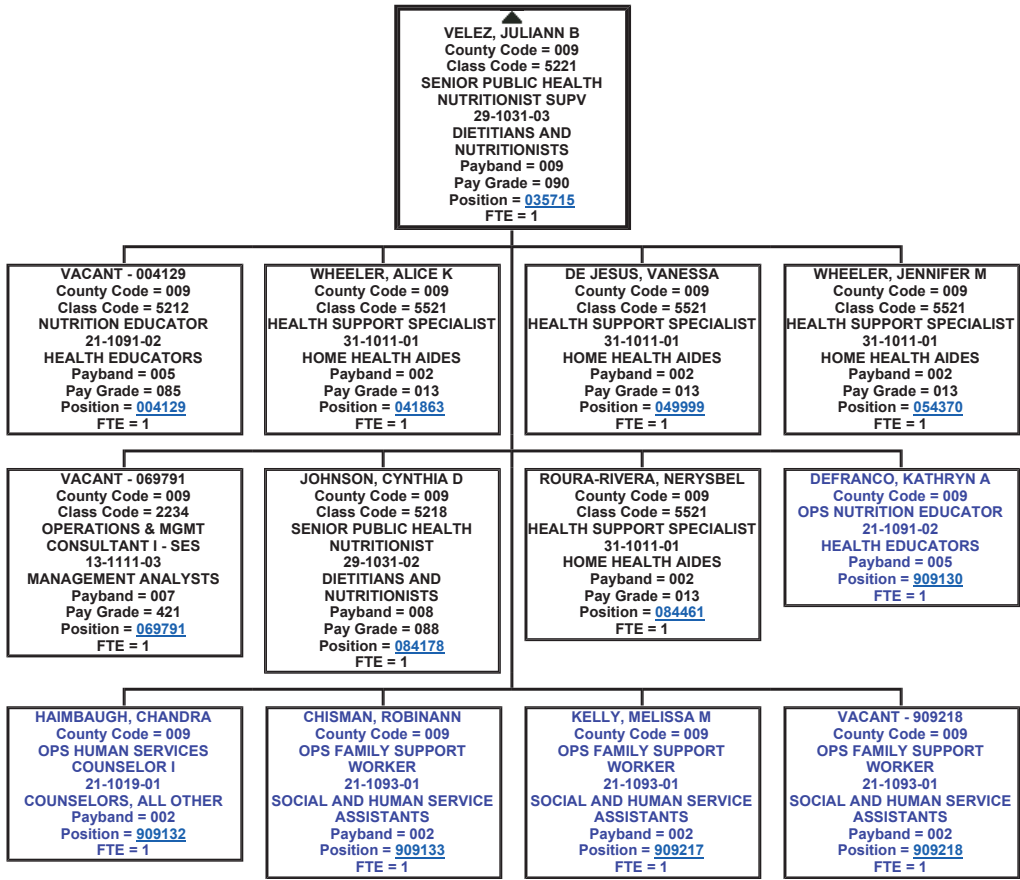 VELEZ, JULIANN B
County Code = 009
Class Code = 5221
SENIOR PUBLIC HEALTH
NUTRITIONIST SUPV
29-1031-03
DIETITIANS AND
NUTRITIONISTS
Payband = 009
Pay Grade = 090
Position = 035715
FTE = 1
VACANT - 004129
County Code = 009
Class Code = 5212
NUTRITION EDUCATOR
21-1091-02
HEALTH EDUCATORS
Payband = 005
Pay Grade = 085
Position = 004129
FTE = 1
WHEELER, ALICE K
County Code = 009
Class Code = 5521
HEALTH SUPPORT SPECIALIST
31-1011-01
HOME HEALTH AIDES
Payband = 002
Pay Grade = 013
Position = 041863
FTE = 1
DE JESUS, VANESSA
County Code = 009
Class Code = 5521
HEALTH SUPPORT SPECIALIST
31-1011-01
HOME HEALTH AIDES
Payband = 002
Pay Grade = 013
Position = 049999
FTE = 1
WHEELER, JENNIFER M
County Code = 009
Class Code = 5521
HEALTH SUPPORT SPECIALIST
31-1011-01
HOME HEALTH AIDES
Payband = 002
Pay Grade = 013
Position = 054370
FTE = 1
VACANT - 069791
County Code = 009
Class Code = 2234
OPERATIONS & MGMT
CONSULTANT I - SES
13-1111-03
MANAGEMENT ANALYSTS
Payband = 007
Pay Grade = 421
Position = 069791
FTE = 1
JOHNSON, CYNTHIA D
County Code = 009
Class Code = 5218
SENIOR PUBLIC HEALTH
NUTRITIONIST
29-1031-02
DIETITIANS AND
NUTRITIONISTS
Payband = 008
Pay Grade = 088
Position = 084178
FTE = 1
ROURA-RIVERA, NERYSBEL
County Code = 009
Class Code = 5521
HEALTH SUPPORT SPECIALIST
31-1011-01
HOME HEALTH AIDES
Payband = 002
Pay Grade = 013
Position = 084461
FTE = 1
DEFRANCO, KATHRYN A
County Code = 009
OPS NUTRITION EDUCATOR
21-1091-02
HEALTH EDUCATORS
Payband = 005
Position = 909130
FTE = 1
HAIMBAUGH, CHANDRA
County Code = 009
OPS HUMAN SERVICES
COUNSELOR I
21-1019-01
COUNSELORS, ALL OTHER
Payband = 002
Position = 909132
FTE = 1
CHISMAN, ROBINANN
County Code = 009
OPS FAMILY SUPPORT
WORKER
21-1093-01
SOCIAL AND HUMAN SERVICE
ASSISTANTS
Payband = 002
Position = 909133
FTE = 1
KELLY, MELISSA M
County Code = 009
OPS FAMILY SUPPORT
WORKER
21-1093-01
SOCIAL AND HUMAN SERVICE
ASSISTANTS
Payband = 002
Position = 909217
FTE = 1
VACANT - 909218
County Code = 009
OPS FAMILY SUPPORT
WORKER
21-1093-01
SOCIAL AND HUMAN SERVICE
ASSISTANTS
Payband = 002
Position = 909218
FTE = 1